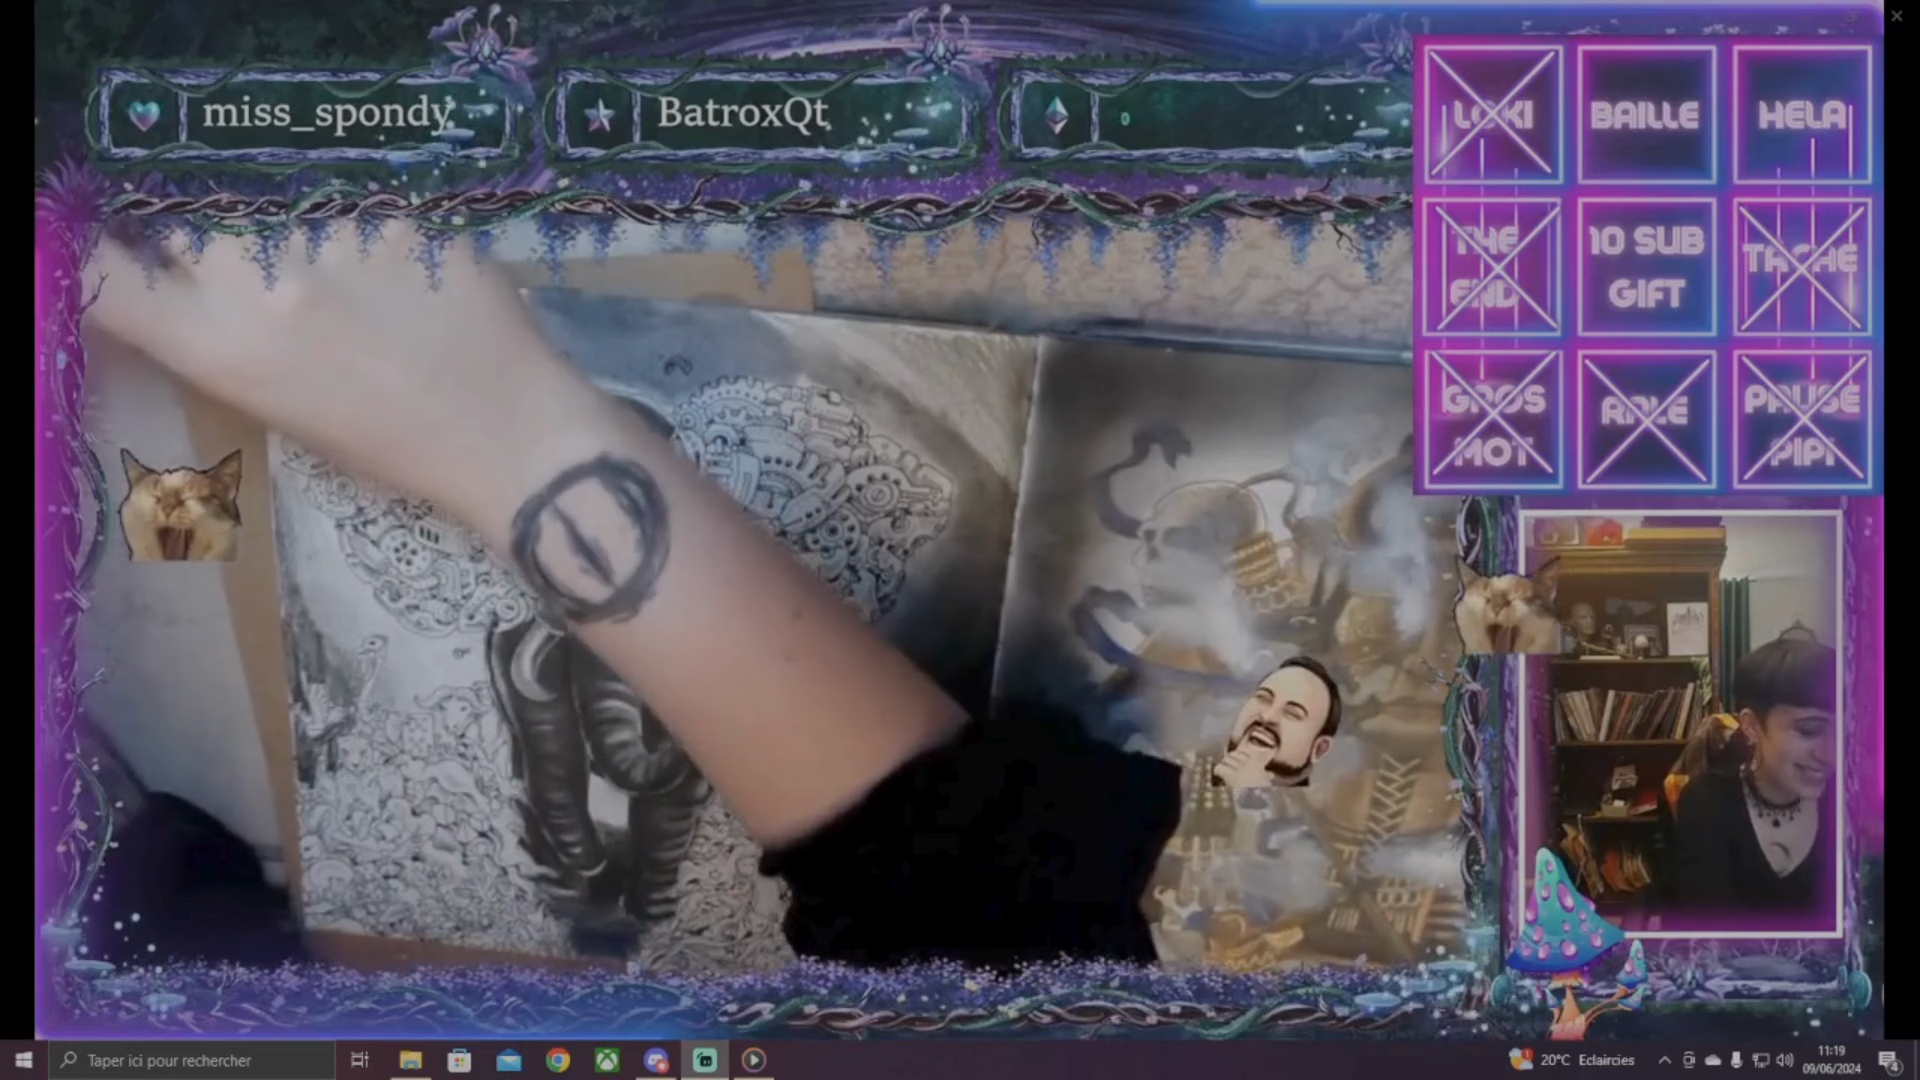 miss_spondy
BatroxQt
0
LOKI
BAILLE
HELA
THE
END
10 SUB
GIFT
TACHE
GROS
MOT
RALE
PAUSE
PIPI
Taper ici pour rechercher
20°C Eclaircies
11:19
09/06/2024
4